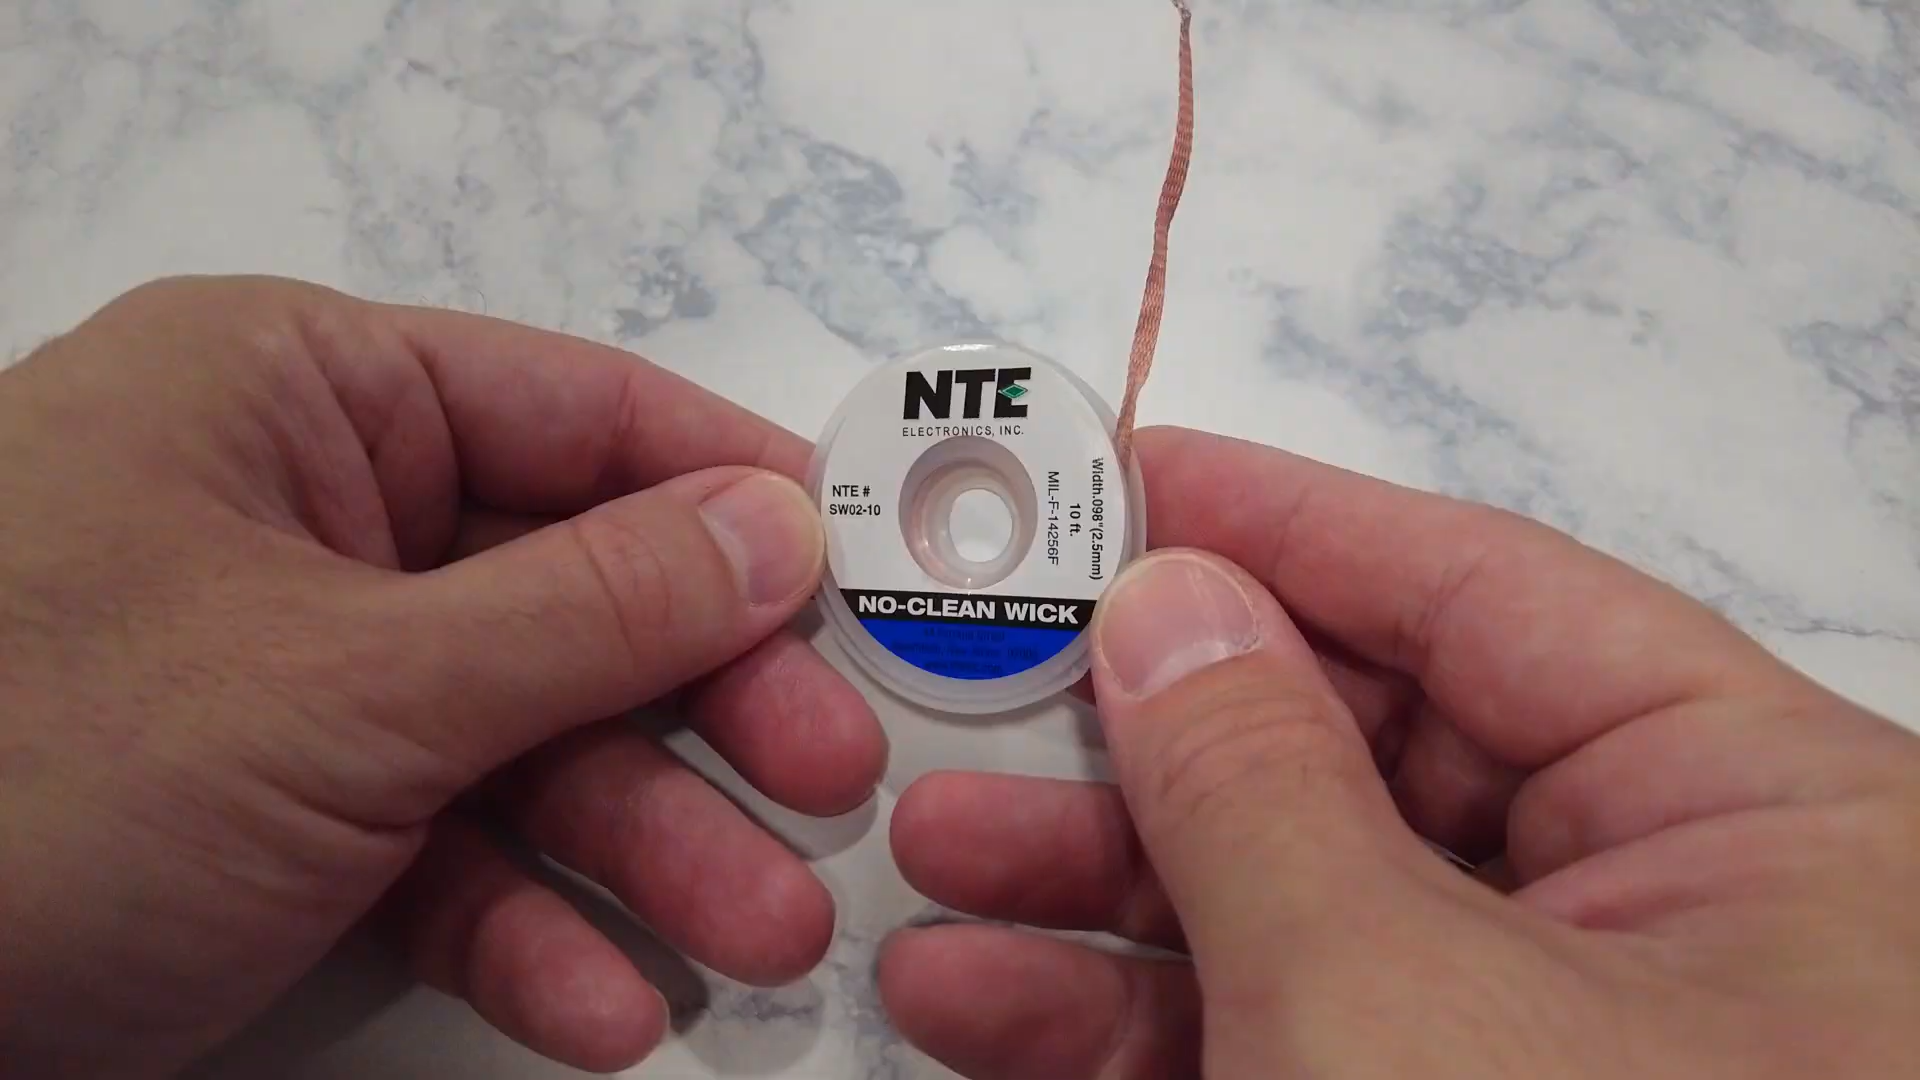 NTE
ELECTRONICS, INC.
NTE #
SW02-10
Width.098"(2.5mm)
10 ft.
MIL-F-14256F
NO-CLEAN WICK